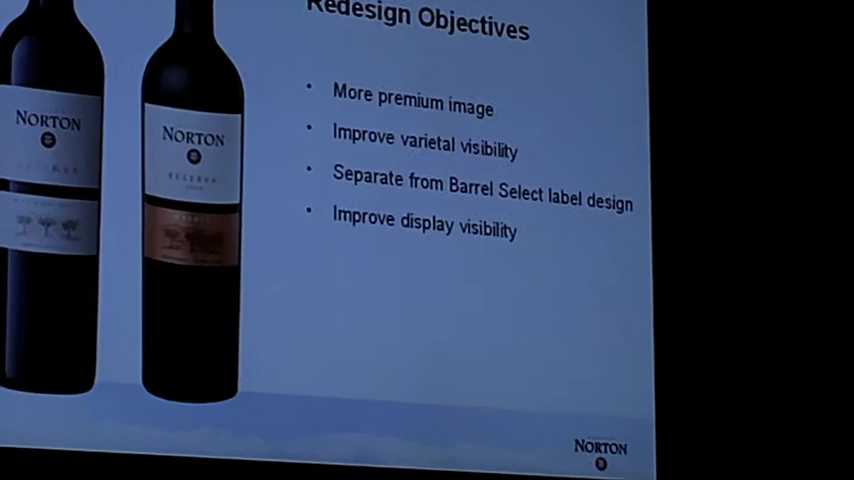 Redesign Objectives
• More premium image
• Improve varietal visibility
• Separate from Barrel Select label design
• Improve display visibility
NORTON
NORTON
RESERVA
NORTON